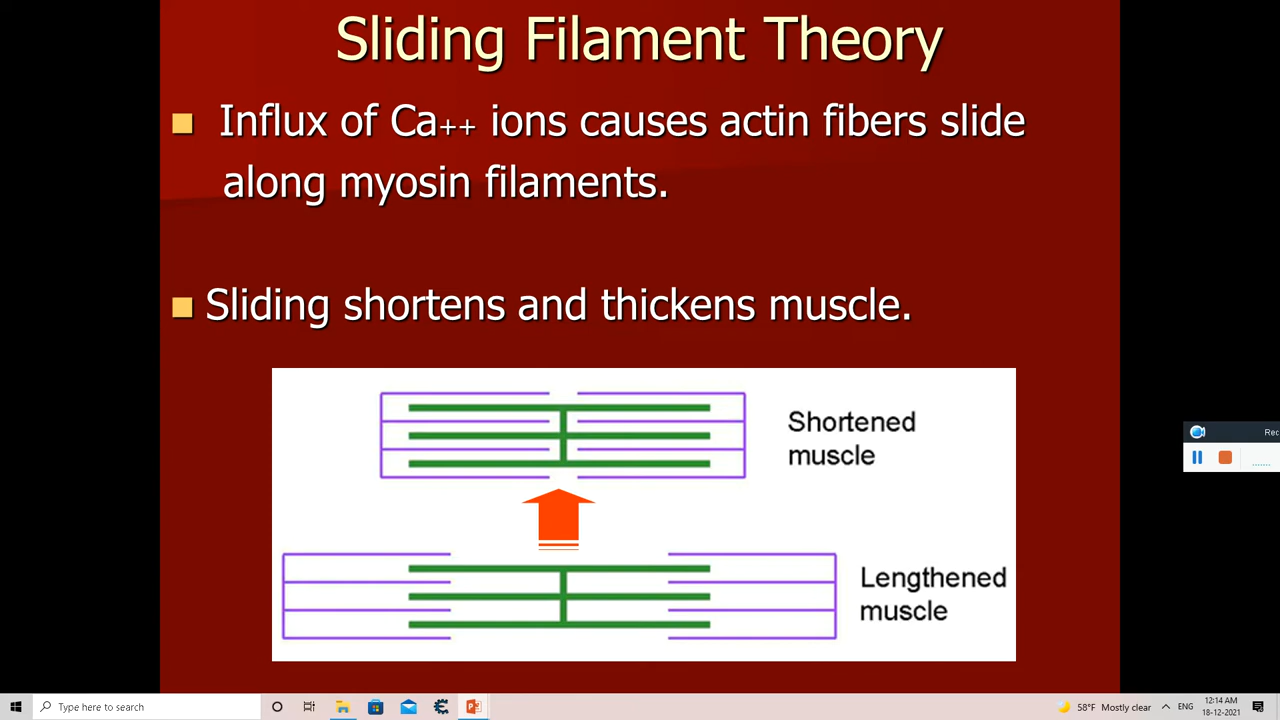 Sliding Filament Theory
Influx of Ca++ ions causes actin fibers slide
along myosin filaments.
Sliding shortens and thickens muscle.
Shortened
muscle
Lengthened
muscle
Rec
Type here to search
58°F Mostly clear
ENG
12:14 AM
18-12-2021